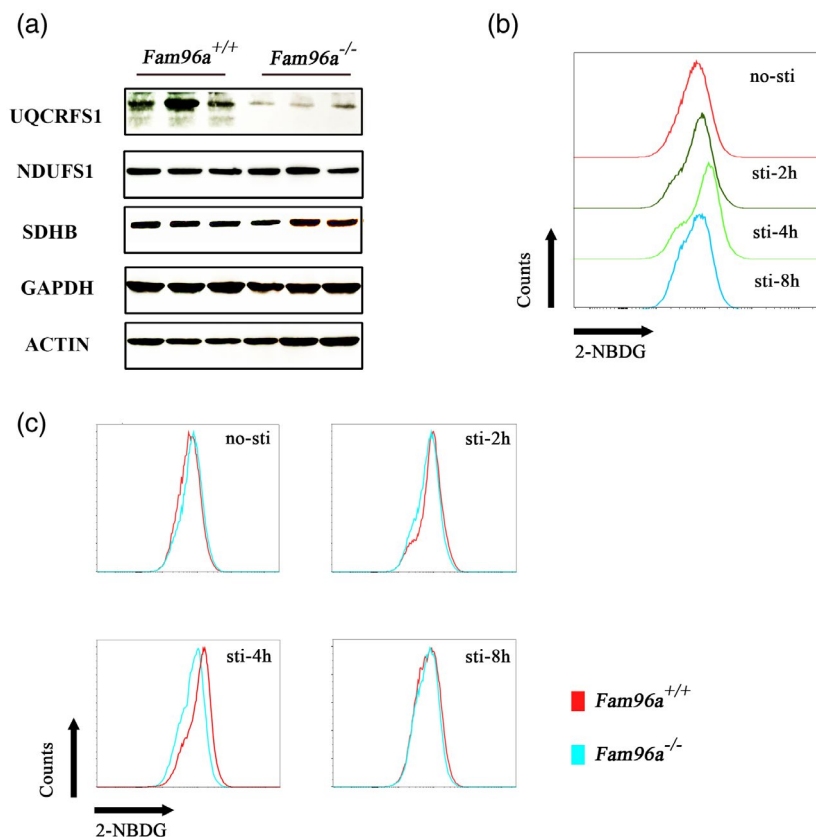 (a)
Fam96a+/+ Fam96a-/-
UQCRFS1
NDUFS1
SDHB
GAPDH
ACTIN
(b)
no-sti
sti-2h
sti-4h
sti-8h
Counts
2-NBDG
(c)
no-sti
sti-2h
sti-4h
sti-8h
Counts
2-NBDG
Fam96a+/+
Fam96a-/-